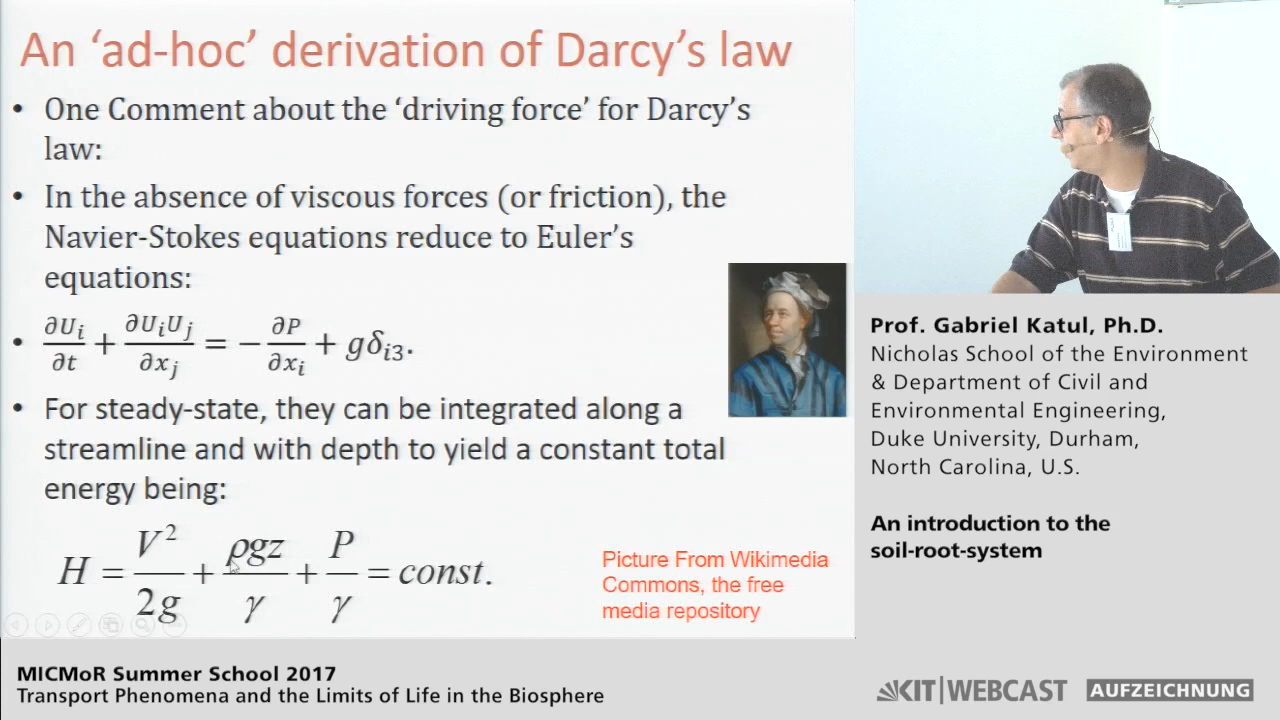 An ‘ad-hoc’ derivation of Darcy’s law
• One Comment about the ‘driving force’ for Darcy’s
law:
• In the absence of viscous forces (or friction), the
Navier-Stokes equations reduce to Euler’s
equations:
• ∂U_i/∂t + ∂U_iU_j/∂x_j = −∂P/∂x_i + gδ_{i3}.
• For steady-state, they can be integrated along a
streamline and with depth to yield a constant total
energy being:
H = V²/2g + ρgz/γ + P/γ = const.
Picture From Wikimedia
Commons, the free
media repository
Prof. Gabriel Katul, Ph.D.
Nicholas School of the Environment
& Department of Civil and
Environmental Engineering,
Duke University, Durham,
North Carolina, U.S.
An introduction to the
soil-root-system
MICMoR Summer School 2017
Transport Phenomena and the Limits of Life in the Biosphere
KIT|WEBCAST AUFZEICHNUNG